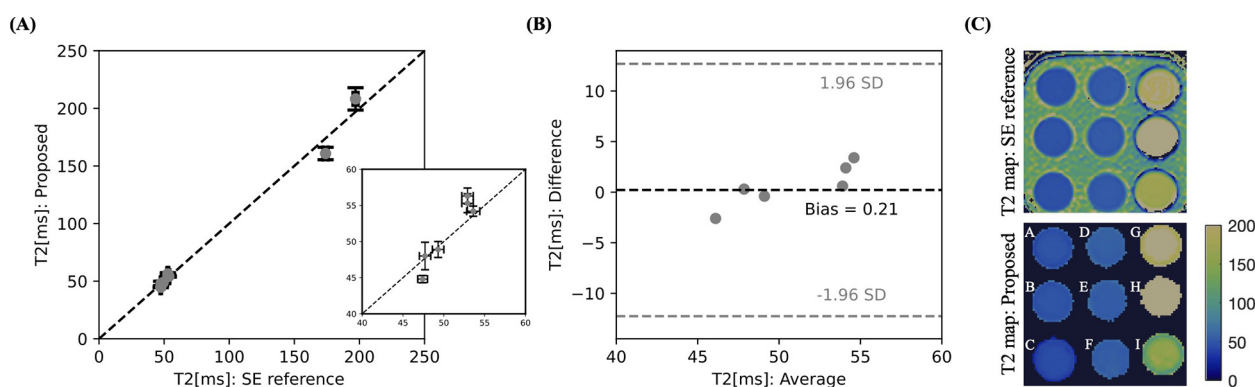 (A)
250
200
150
100
50
0
0
50
100
150
200
250
T2[ms]: Proposed
T2[ms]: SE reference
60
55
50
45
40
40
45
50
55
60
(B)
10
5
0
−5
−10
40
45
50
55
60
T2[ms]: Difference
T2[ms]: Average
1.96 SD
Bias = 0.21
-1.96 SD
(C)
T2 map: SE reference
T2 map: Proposed
A D G
B E H
C F I
200
150
100
50
0